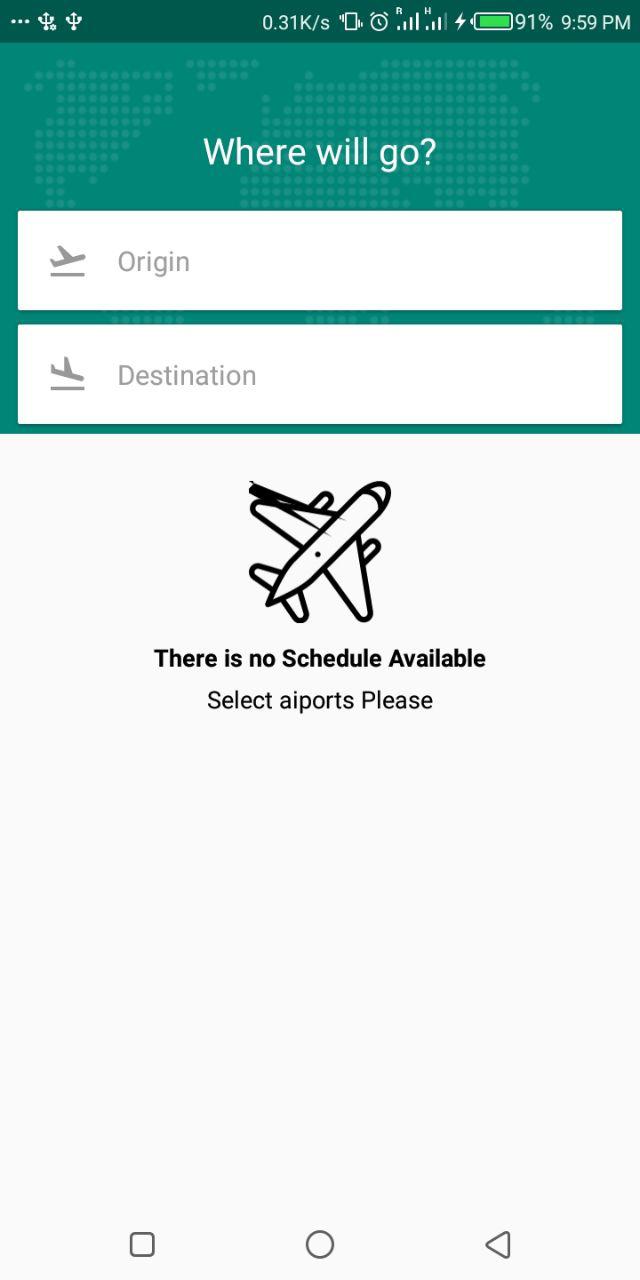 0.31K/s R H 91% 9:59 PM
Where will go?
Origin
Destination
There is no Schedule Available
Select aiports Please